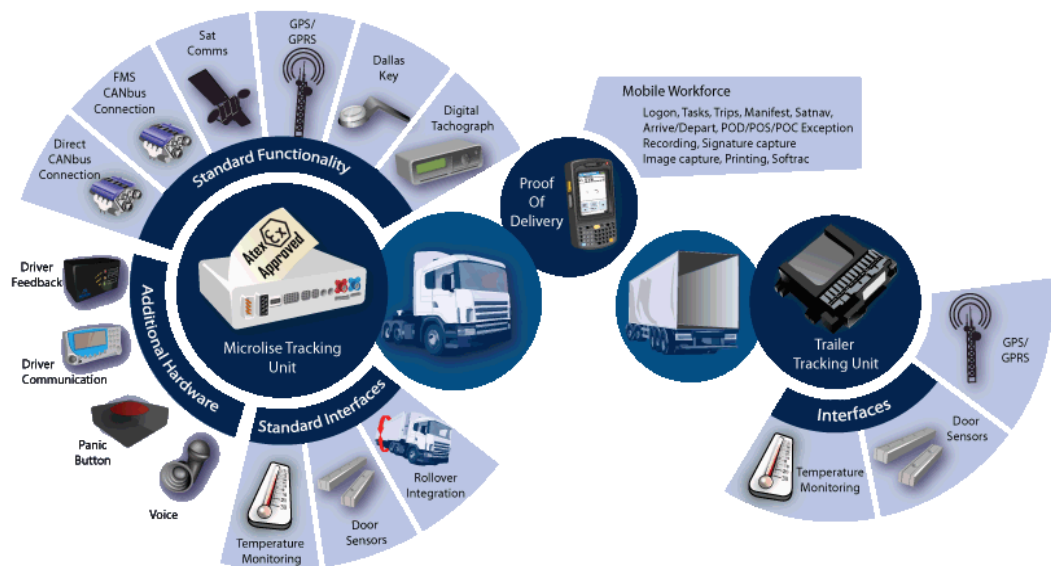 GPS/
GPRS
Sat
Comms
Dallas
Key
FMS
CANbus
Connection
Digital
Tachograph
Direct
CANbus
Connection
Standard Functionality
Mobile Workforce
Logon, Tasks, Trips, Manifest, Satnav,
Arrive/Depart, POD/POS/POC Exception
Recording, Signature capture
Image capture, Printing, Softrac
Proof
Of
Delivery
Atex Ex
Approved
Microlise Tracking
Unit
Driver
Feedback
Driver
Communication
Panic
Button
Voice
Additional Hardware
Standard Interfaces
Temperature
Monitoring
Door
Sensors
Rollover
Integration
Trailer
Tracking Unit
GPS/
GPRS
Interfaces
Door
Sensors
Temperature
Monitoring